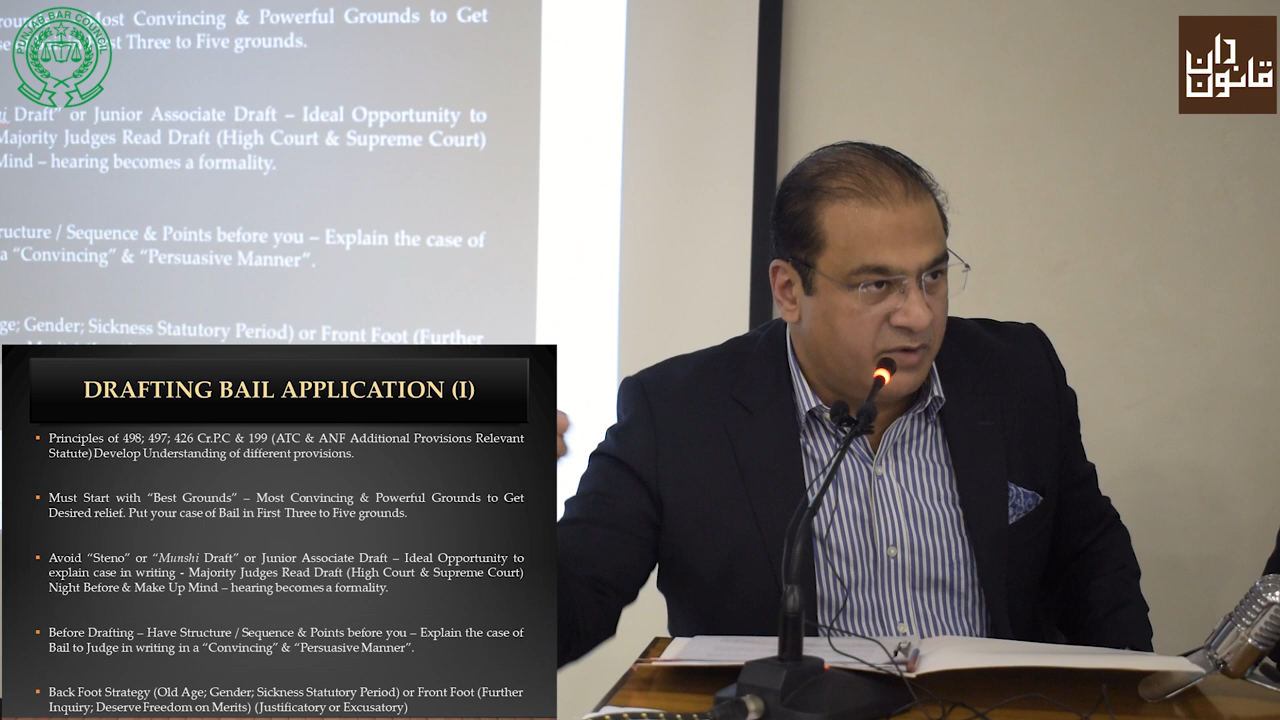 Most Convincing & Powerful Grounds to Get
st Three to Five grounds.
Draft" or Junior Associate Draft – Ideal Opportunity to
Majority Judges Read Draft (High Court & Supreme Court)
Mind – hearing becomes a formality.
ructure / Sequence & Points before you – Explain the case of
a "Convincing" & "Persuasive Manner".
ge; Gender; Sickness Statutory Period) or Front Foot (Further
PUNJAB BAR COUNCIL
قانون دان
DRAFTING BAIL APPLICATION (I)
▪ Principles of 498; 497; 426 Cr.P.C & 199 (ATC & ANF Additional Provisions Relevant
Statute) Develop Understanding of different provisions.
▪ Must Start with "Best Grounds" – Most Convincing & Powerful Grounds to Get
Desired relief. Put your case of Bail in First Three to Five grounds.
▪ Avoid "Steno" or "Munshi Draft" or Junior Associate Draft – Ideal Opportunity to
explain case in writing - Majority Judges Read Draft (High Court & Supreme Court)
Night Before & Make Up Mind – hearing becomes a formality.
▪ Before Drafting – Have Structure / Sequence & Points before you – Explain the case of
Bail to Judge in writing in a "Convincing" & "Persuasive Manner".
▪ Back Foot Strategy (Old Age; Gender; Sickness Statutory Period) or Front Foot (Further
Inquiry; Deserve Freedom on Merits) (Justificatory or Excusatory)